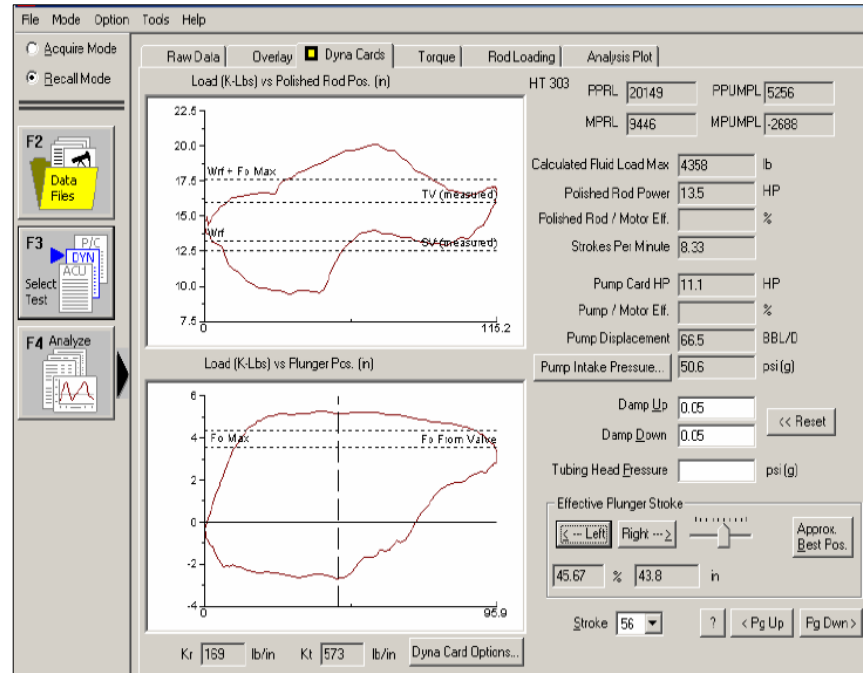 File Mode Option Tools Help
Acquire Mode
Recall Mode
F2
Data
Files
F3
P/C
DYN
ACU
Select
Test
F4 Analyze
Raw Data Overlay Dyna Cards Torque Rod Loading Analysis Plot
Load (K-Lbs) vs Polished Rod Pos. (in)
22.5
20.0
17.5
15.0
12.5
10.0
7.5
Wrf + Fo Max
TV (measured)
Wrf
SV (measured)
0 115.2
Load (K-Lbs) vs Plunger Pos. (in)
6
4
2
0
-2
-4
Fo Max Fo From Valve
0 95.9
Kr 169 lb/in Kt 573 lb/in Dyna Card Options...
HT 303 PPRL 20149 PPUMPL 5256
MPRL 9446 MPUMPL -2688
Calculated Fluid Load Max 4358 lb
Polished Rod Power 13.5 HP
Polished Rod / Motor Eff. %
Strokes Per Minute 8.33
Pump Card HP 11.1 HP
Pump / Motor Eff. %
Pump Displacement 66.5 BBL/D
Pump Intake Pressure... 50.6 psi (g)
Damp Up 0.05
Damp Down 0.05
<< Reset
Tubing Head Pressure psi (g)
Effective Plunger Stroke
< -- Left Right --->
Approx.
Best Pos.
45.67 % 43.8 in
Stroke 56 ? < Pg Up Pg Dwn >